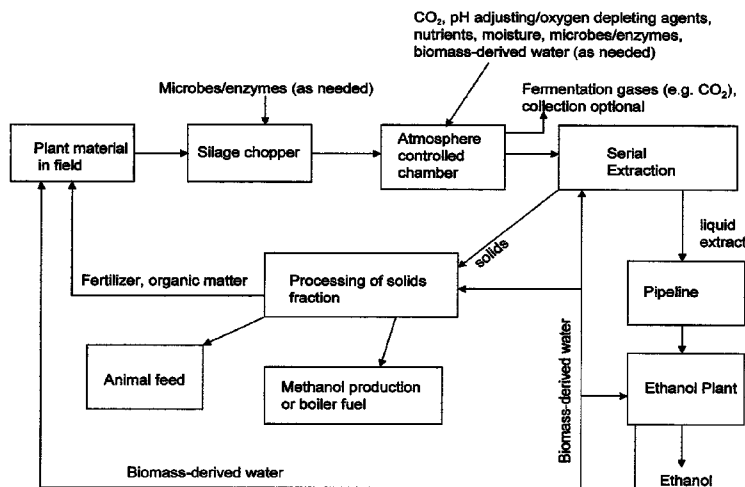 CO2, pH adjusting/oxygen depleting agents,
nutrients, moisture, microbes/enzymes,
biomass-derived water (as needed)
Microbes/enzymes (as needed)
Fermentation gases (e.g. CO2),
collection optional
Plant material
in field
Silage chopper
Atmosphere
controlled
chamber
Serial
Extraction
solids
liquid
extract
Fertilizer, organic matter
Processing of solids
fraction
Pipeline
Animal feed
Methanol production
or boiler fuel
Biomass-derived water
Ethanol Plant
Biomass-derived water
Ethanol